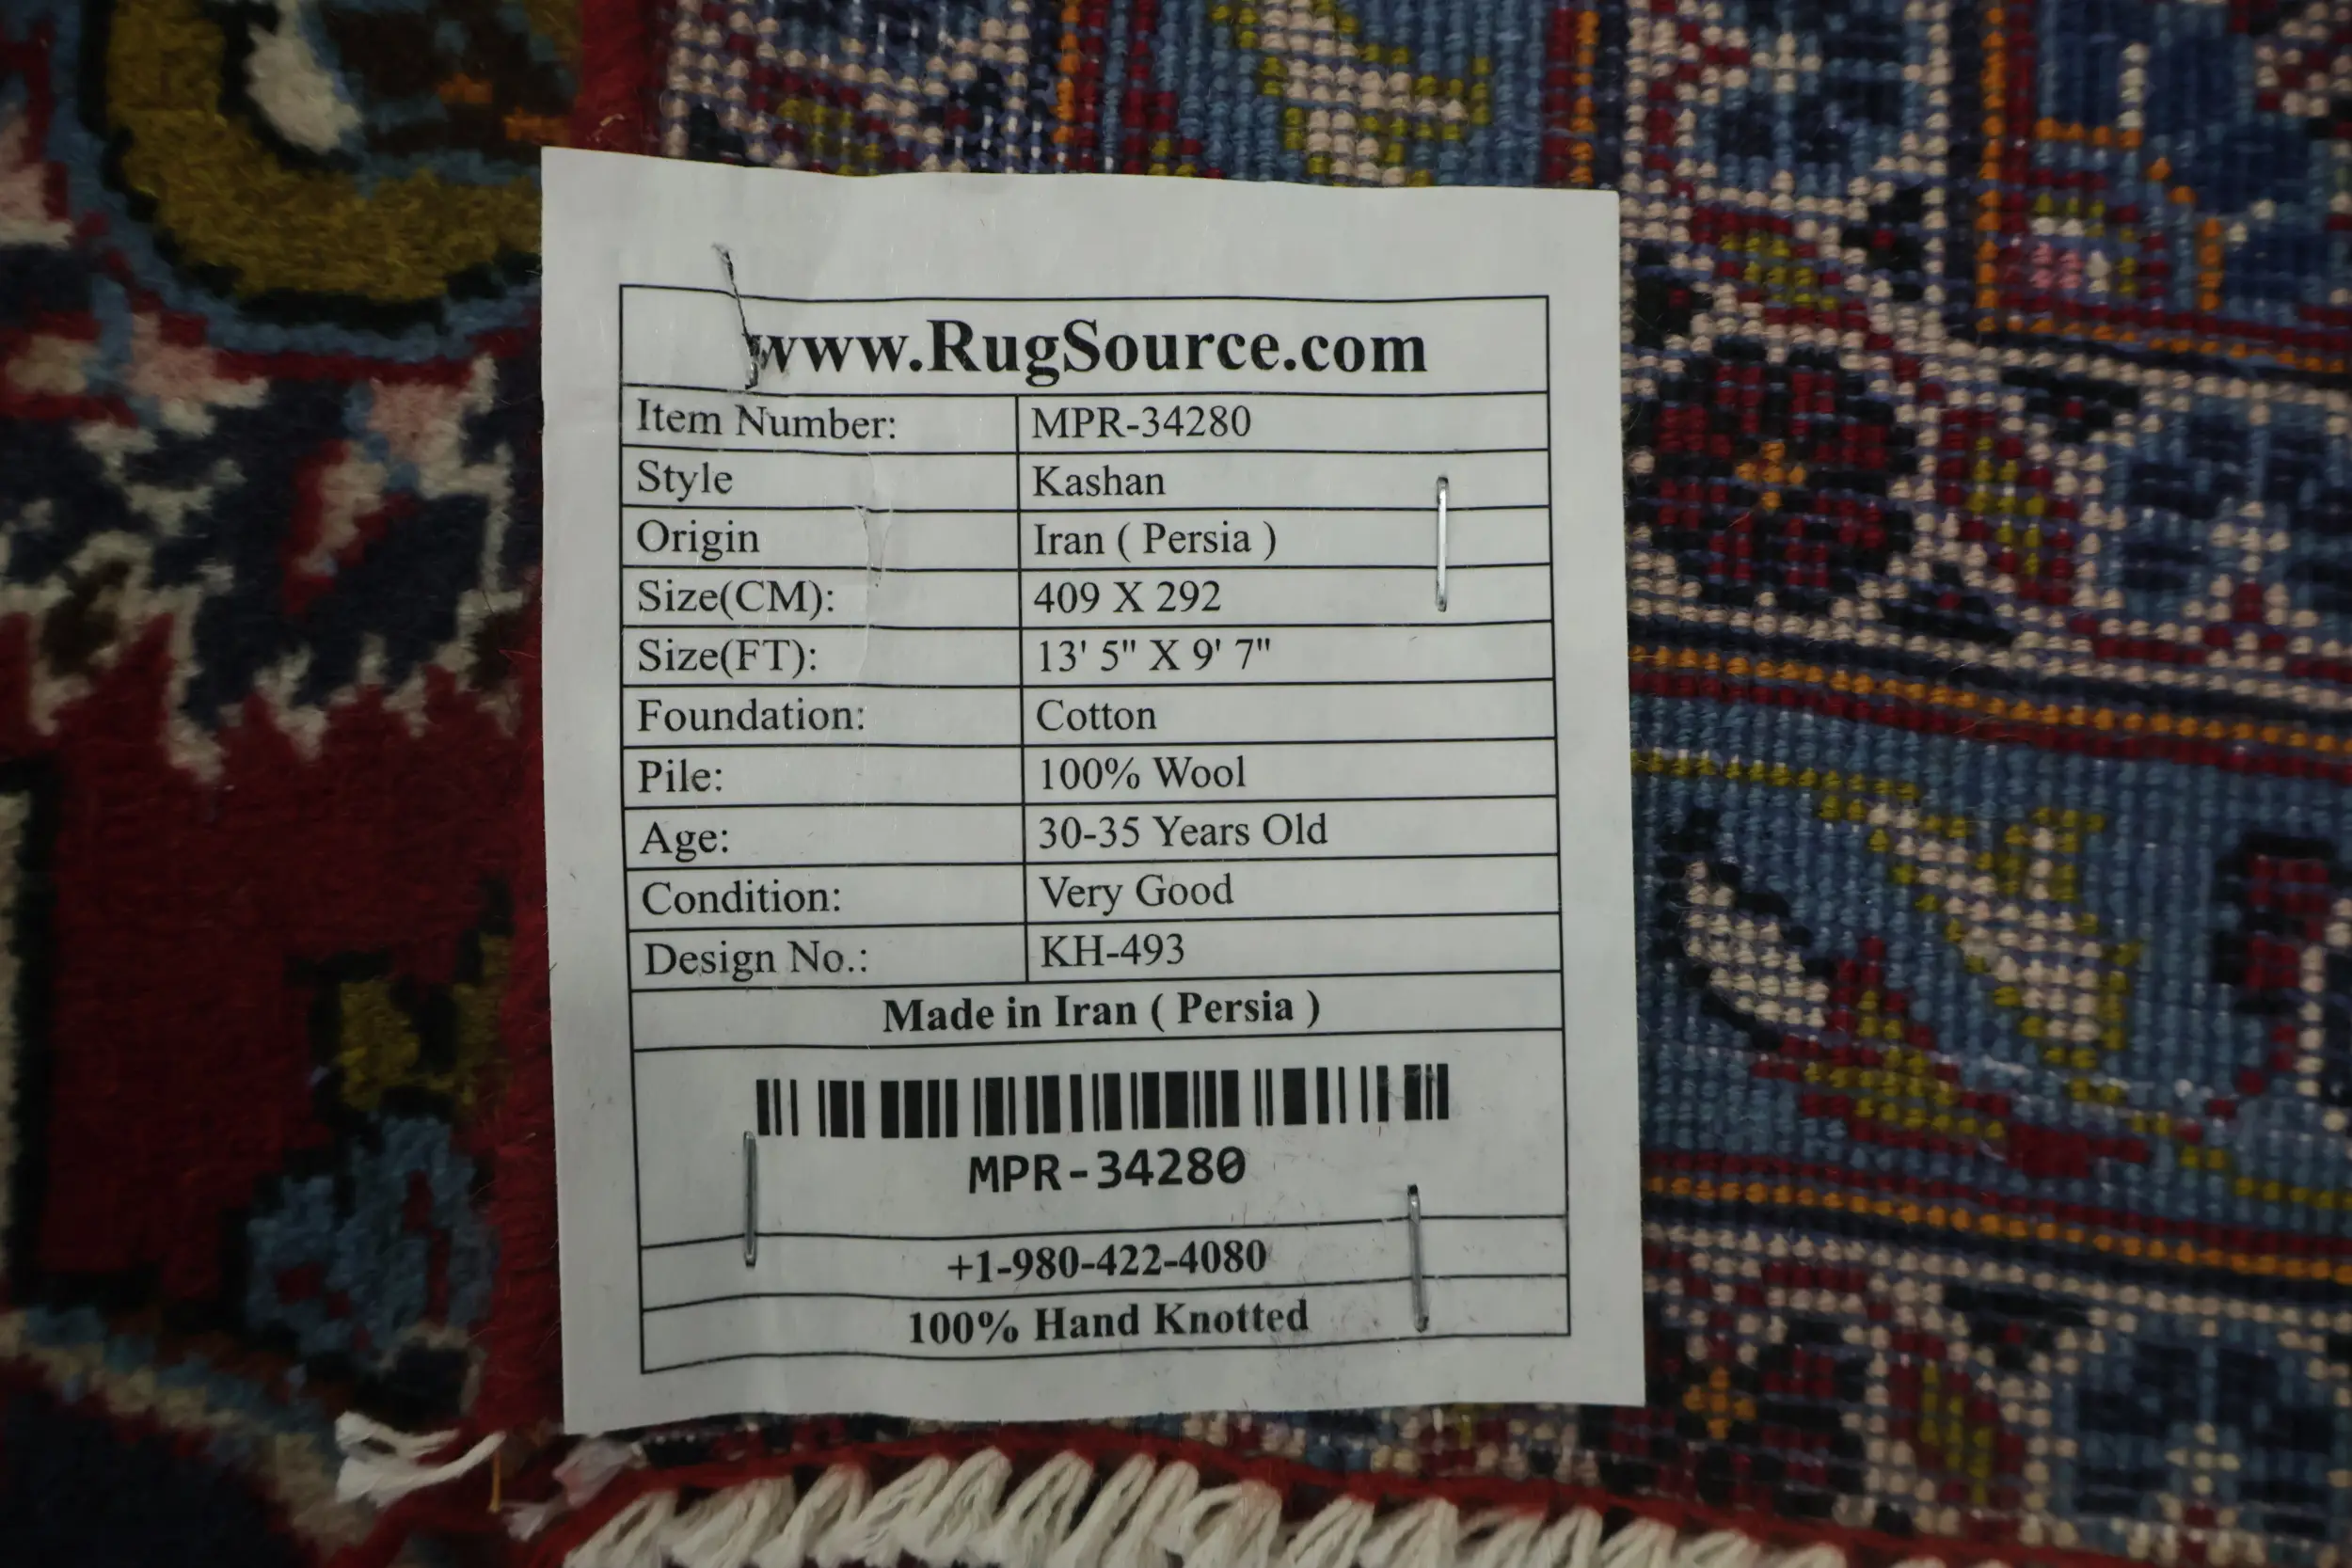 www.RugSource.com
Item Number: MPR-34280
Style Kashan
Origin Iran ( Persia )
Size(CM): 409 X 292
Size(FT): 13' 5" X 9' 7"
Foundation: Cotton
Pile: 100% Wool
Age: 30-35 Years Old
Condition: Very Good
Design No.: KH-493
Made in Iran ( Persia )
MPR-34280
+1-980-422-4080
100% Hand Knotted